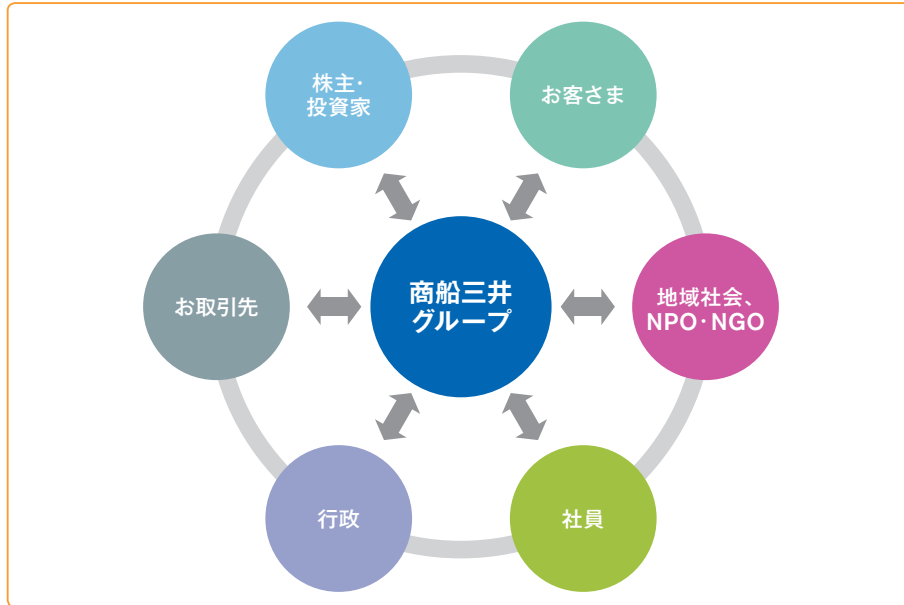 株主・
投資家
お客さま
お取引先
商船三井
グループ
地域社会、
NPO・NGO
行政
社員